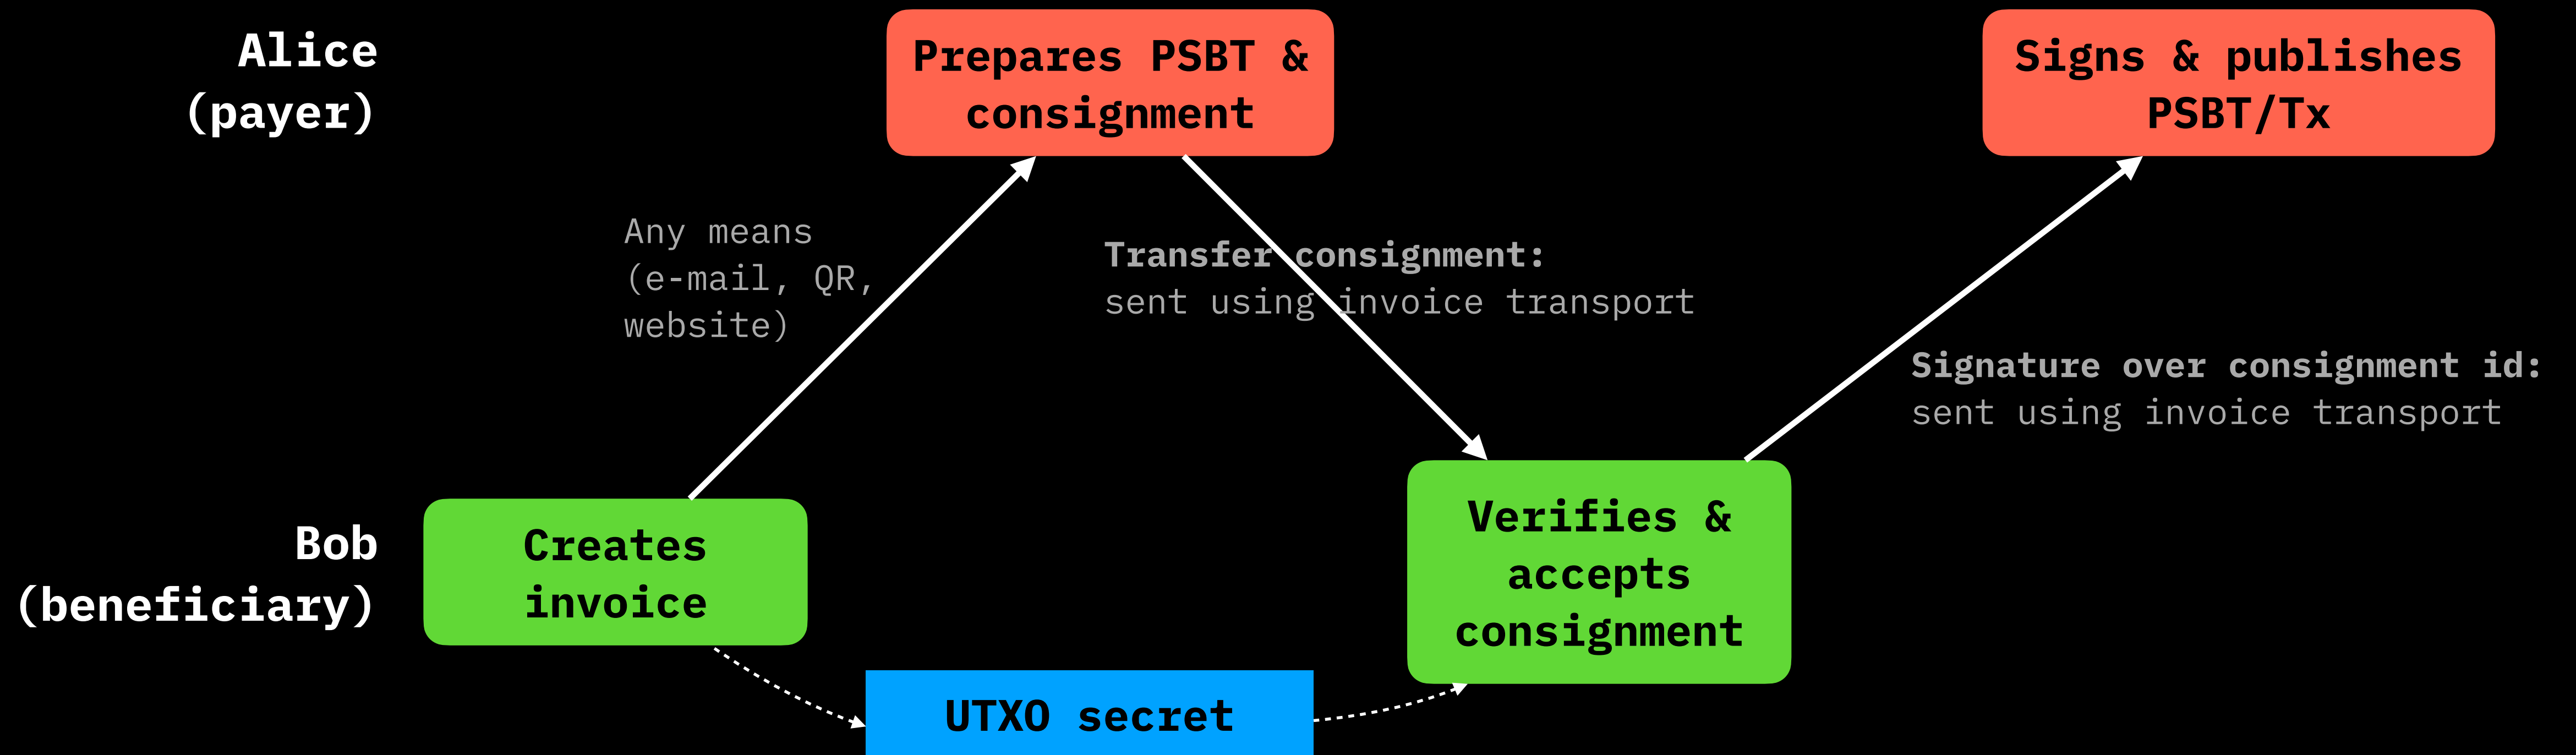 Alice
(payer)
Prepares PSBT &
consignment
Signs & publishes
PSBT/Tx
Any means
(e-mail, QR,
website)
Transfer consignment:
sent using invoice transport
Signature over consignment id:
sent using invoice transport
Bob
(beneficiary)
Creates
invoice
Verifies &
accepts
consignment
UTXO secret